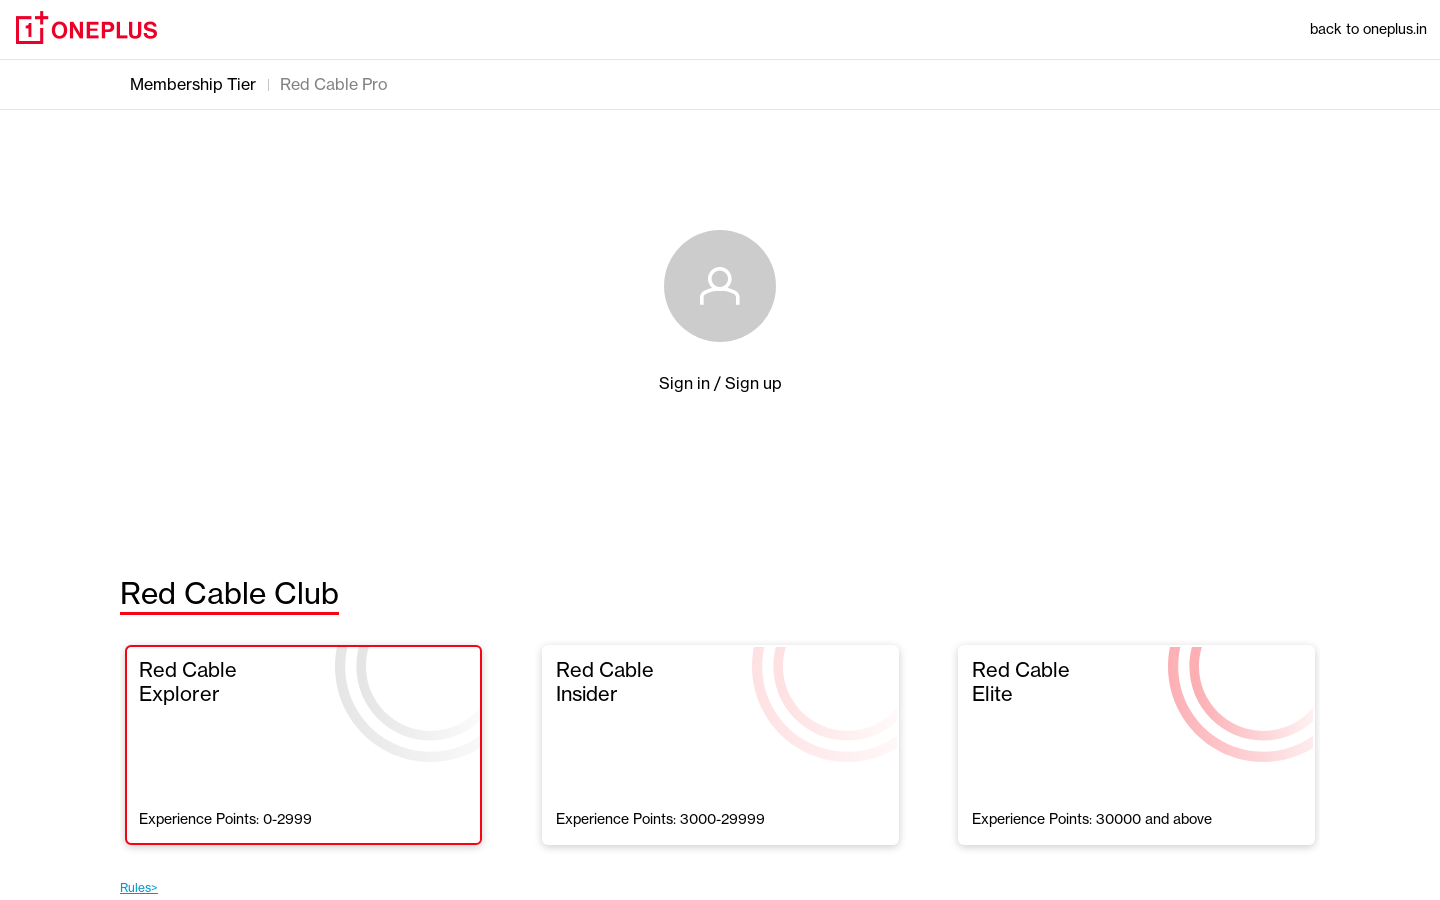 ONEPLUS
back to oneplus.in
Membership Tier
Red Cable Pro
Sign in / Sign up
Red Cable Club
Red Cable
Explorer
Experience Points: 0-2999
Red Cable
Insider
Experience Points: 3000-29999
Red Cable
Elite
Experience Points: 30000 and above
Rules>